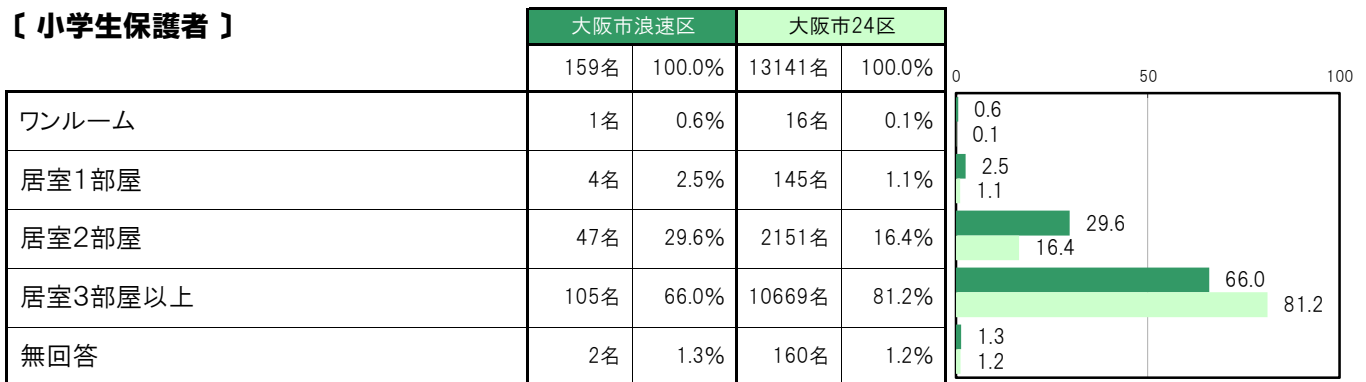 〔 小学生保護者 〕
大阪市浪速区 大阪市24区
159名 100.0% 13141名 100.0%
0 50 100
ワンルーム 1名 0.6% 16名 0.1% 0.6
0.1
居室1部屋 4名 2.5% 145名 1.1% 2.5
1.1
居室2部屋 47名 29.6% 2151名 16.4% 29.6
16.4
居室3部屋以上 105名 66.0% 10669名 81.2% 66.0
81.2
無回答 2名 1.3% 160名 1.2% 1.3
1.2